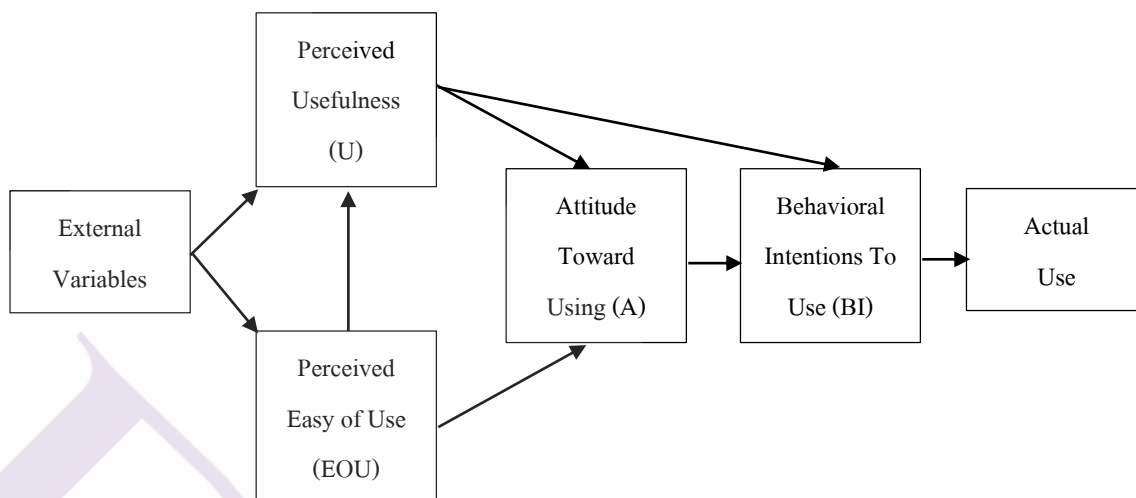 Perceived
Usefulness
(U)
External
Variables
Perceived
Easy of Use
(EOU)
Attitude
Toward
Using (A)
Behavioral
Intentions To
Use (BI)
Actual
Use